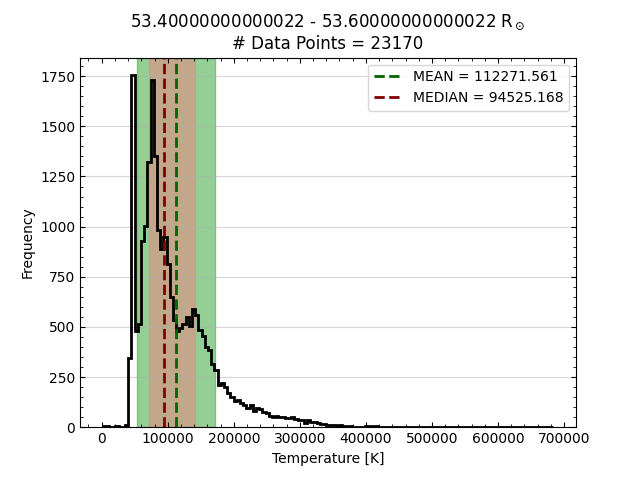 53.40000000000022 - 53.60000000000022 R⊙
# Data Points = 23170
MEAN = 112271.561
MEDIAN = 94525.168
1750
1500
1250
1000
750
500
250
0
Frequency
0 100000 200000 300000 400000 500000 600000 700000
Temperature [K]